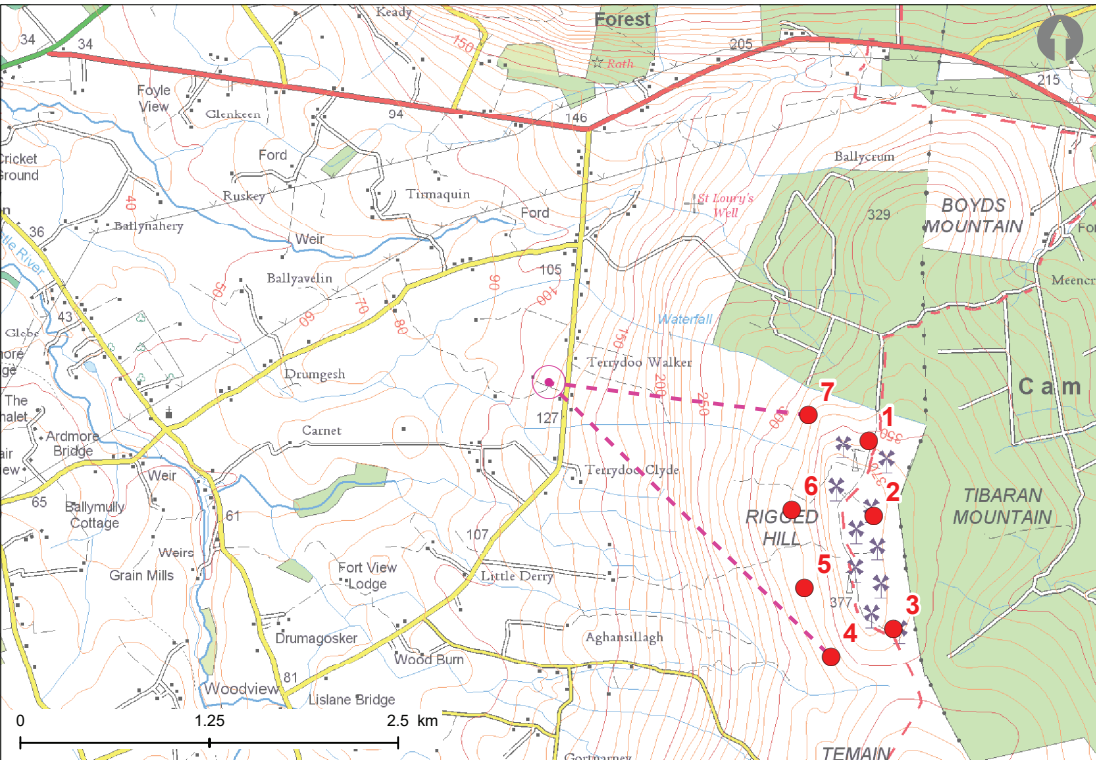 Keady
Forest
34
34
150
Rath
205
215
Foyle
View
Glenkeen
94
146
Cricket
Ground
Ford
Ballycrum
Ruskey
Tirmaquin
St Loury's
Well
40
Ballynahery
Ford
329
BOYDS
MOUNTAIN
36
Weir
Ballyavelin
105
90
100
50
70
60
80
43
Glebe
Waterfall
150
Terrydoo Walker
200
250
300
Drumgesh
127
The
Cam
7
1
350
Carnet
Ardmore
Bridge
Terrydoo Clyde
Weir
65
Ballymully
Cottage
61
6
2
RIGGED
HILL
TIBARAN
MOUNTAIN
107
Weirs
Grain Mills
Fort View
Lodge
Little Derry
5
377
3
4
Drumagosker
Aghansillagh
Wood Burn
81
Woodview
Lislane Bridge
0
1.25
2.5 km
Gortnarney
TEMAIN